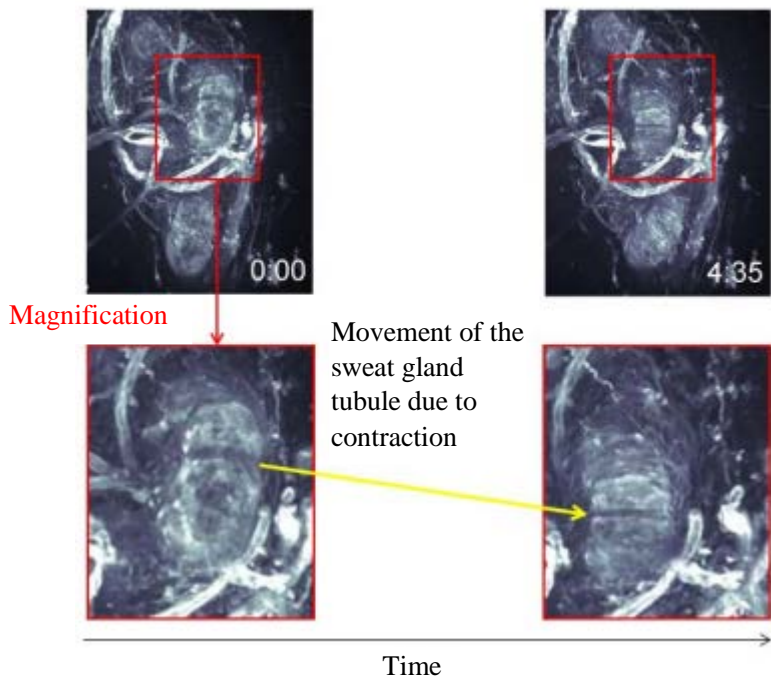 0:00
4:35
Magnification
Movement of the
sweat gland
tubule due to
contraction
Time